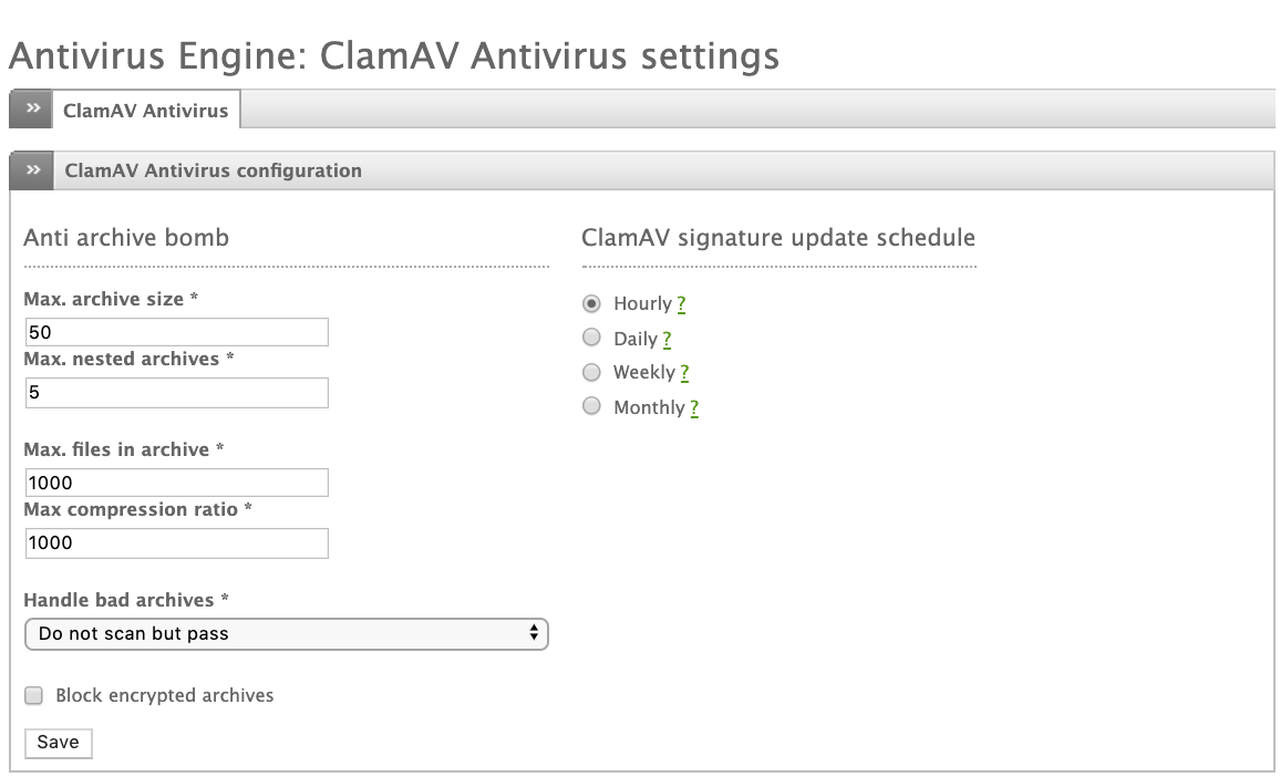 Antivirus Engine: ClamAV Antivirus settings
» ClamAV Antivirus
» ClamAV Antivirus configuration
Anti archive bomb
Max. archive size *
50
Max. nested archives *
5
Max. files in archive *
1000
Max compression ratio *
1000
Handle bad archives *
Do not scan but pass
Block encrypted archives
Save
ClamAV signature update schedule
Hourly ?
Daily ?
Weekly ?
Monthly ?